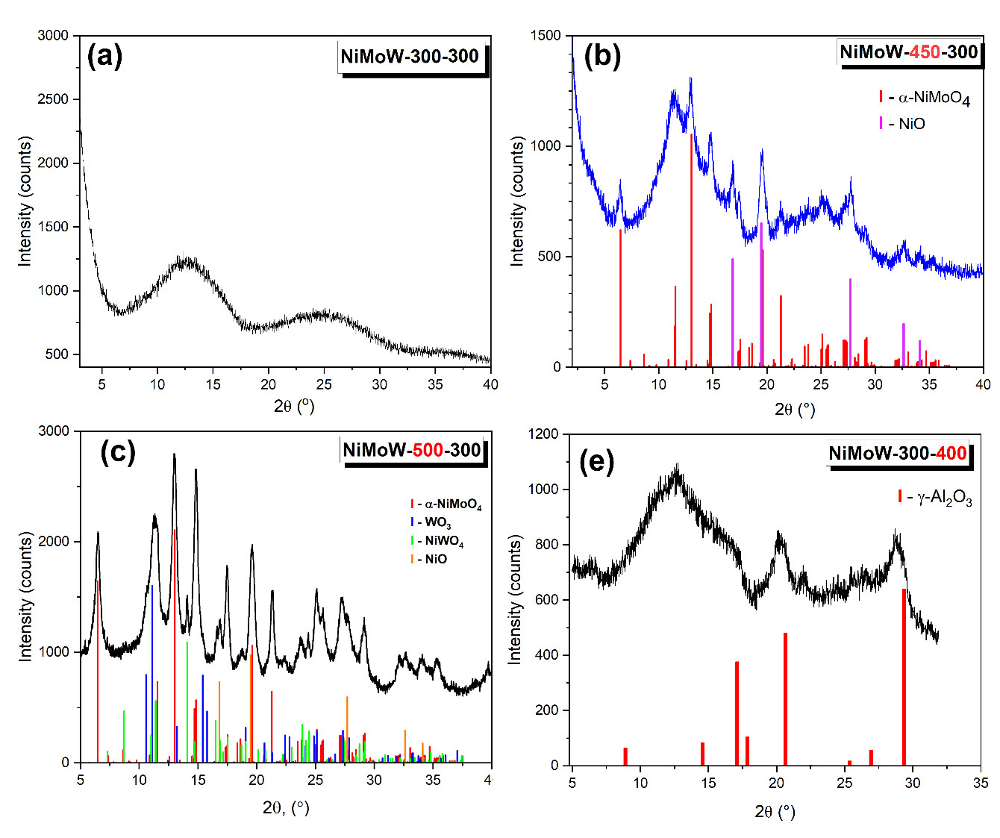 (a)
NiMoW-300-300
3000
2500
2000
1500
1000
500
Intensity (counts)
5 10 15 20 25 30 35 40
2θ (°)
(b)
NiMoW-450-300
- α-NiMoO4
- NiO
1500
1000
500
0
Intensity (counts)
5 10 15 20 25 30 35 40
2θ (°)
(c)
NiMoW-500-300
- α-NiMoO4
- WO3
- NiWO4
- NiO
3000
2000
1000
0
Intensity (counts)
5 10 15 20 25 30 35 40
2θ, (°)
(e)
NiMoW-300-400
- γ-Al2O3
1200
1000
800
600
400
200
0
Intensity (counts)
5 10 15 20 25 30 35
2θ (°)